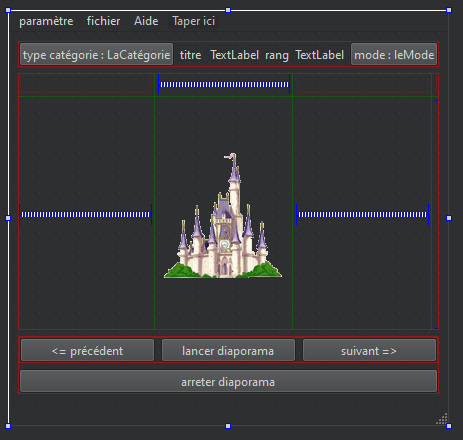 paramètre fichier Aide Taper ici
type catégorie : LaCatégorie titre TextLabel rang TextLabel mode : leMode
<= précédent lancer diaporama suivant =>
arreter diaporama